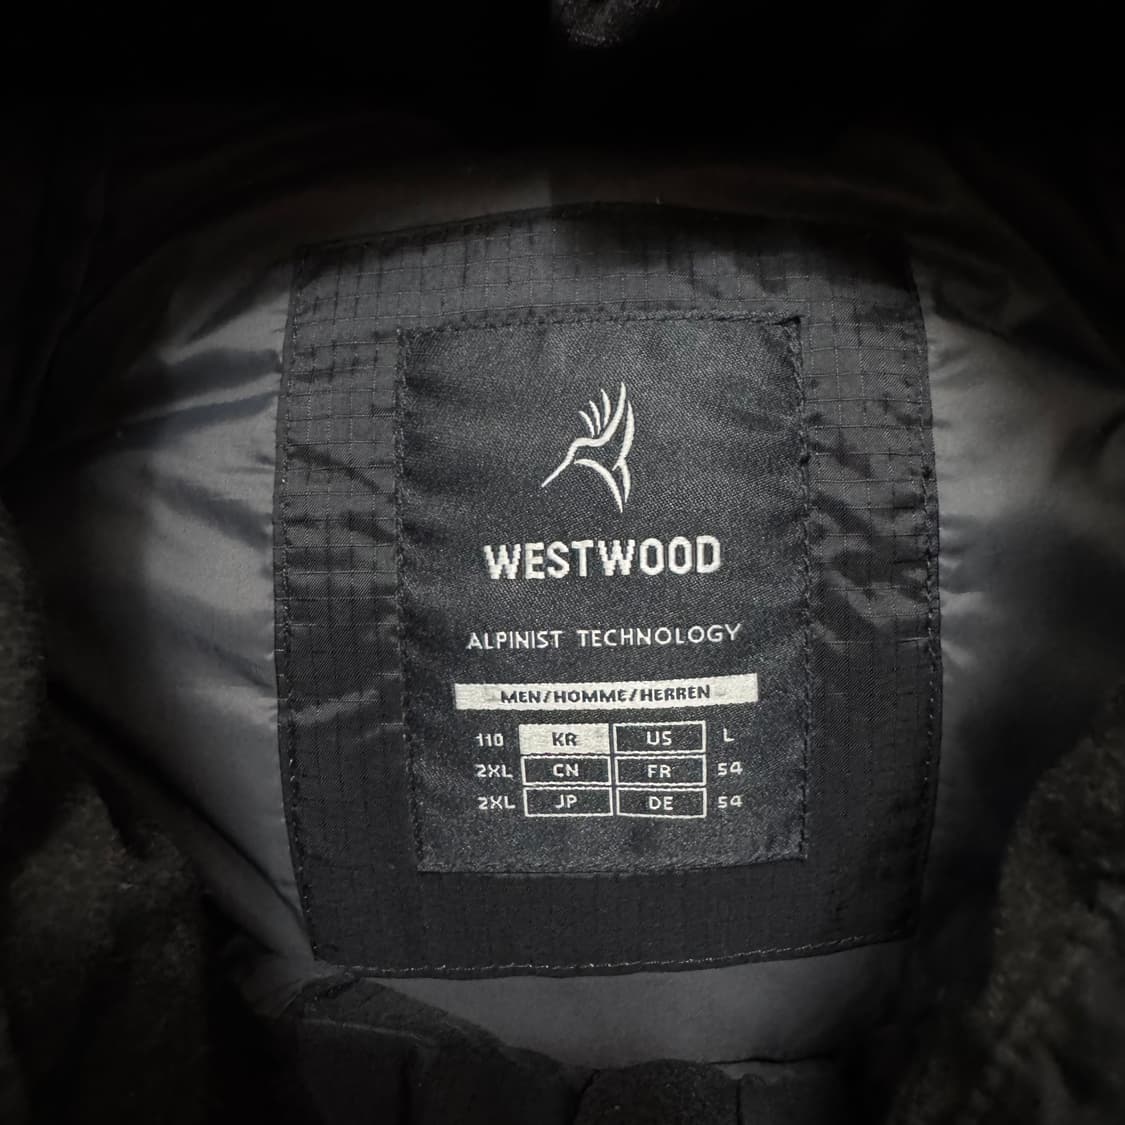 WESTWOOD
ALPINIST TECHNOLOGY
MEN/HOMME/HERREN
110 KR US L
2XL CN FR 54
2XL JP DE 54